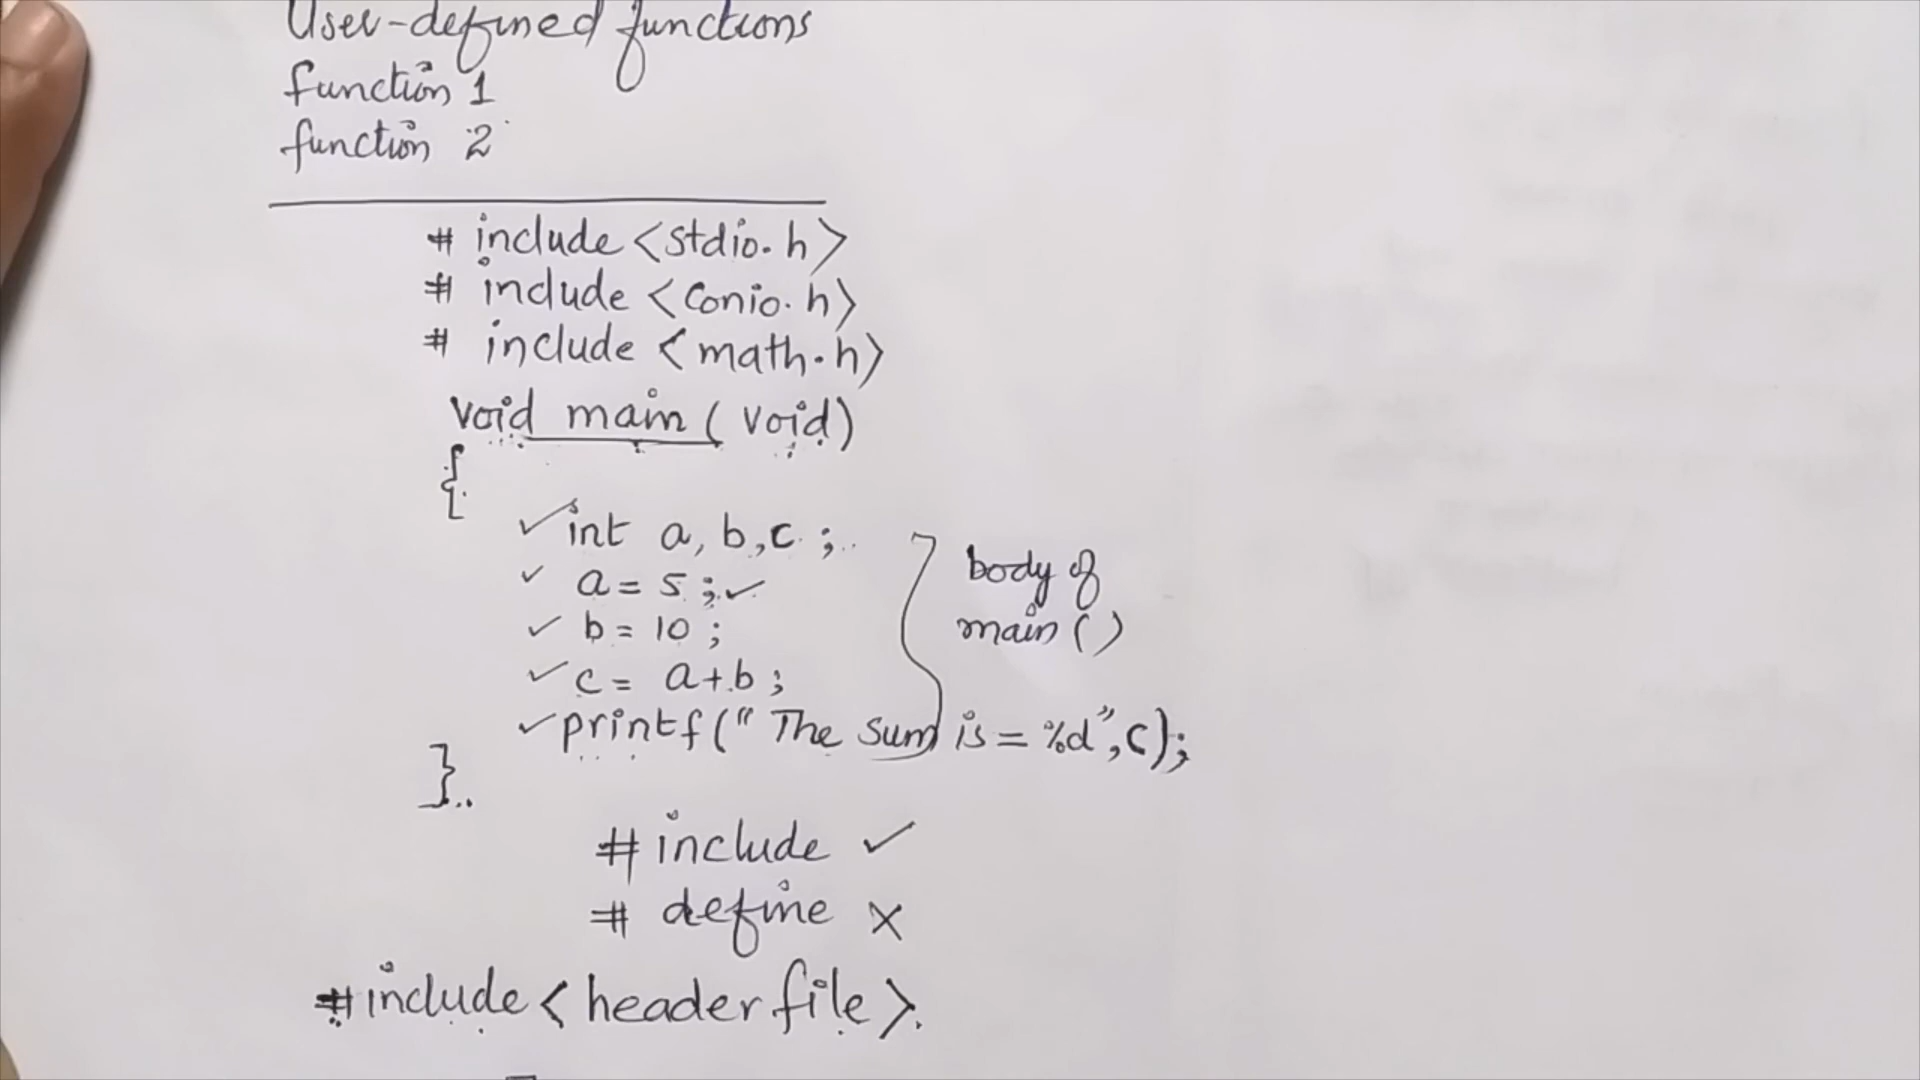 User-defined functions
function 1
function 2
# include <stdio.h>
# include <conio.h>
# include <math.h>
void main (void)
{
int a, b, c ;
a = 5 ;
b = 10 ;
c = a+b ;
body of
main ( )
printf (" The sum is = %d", c);
}
# include
# define x
#include < header file >